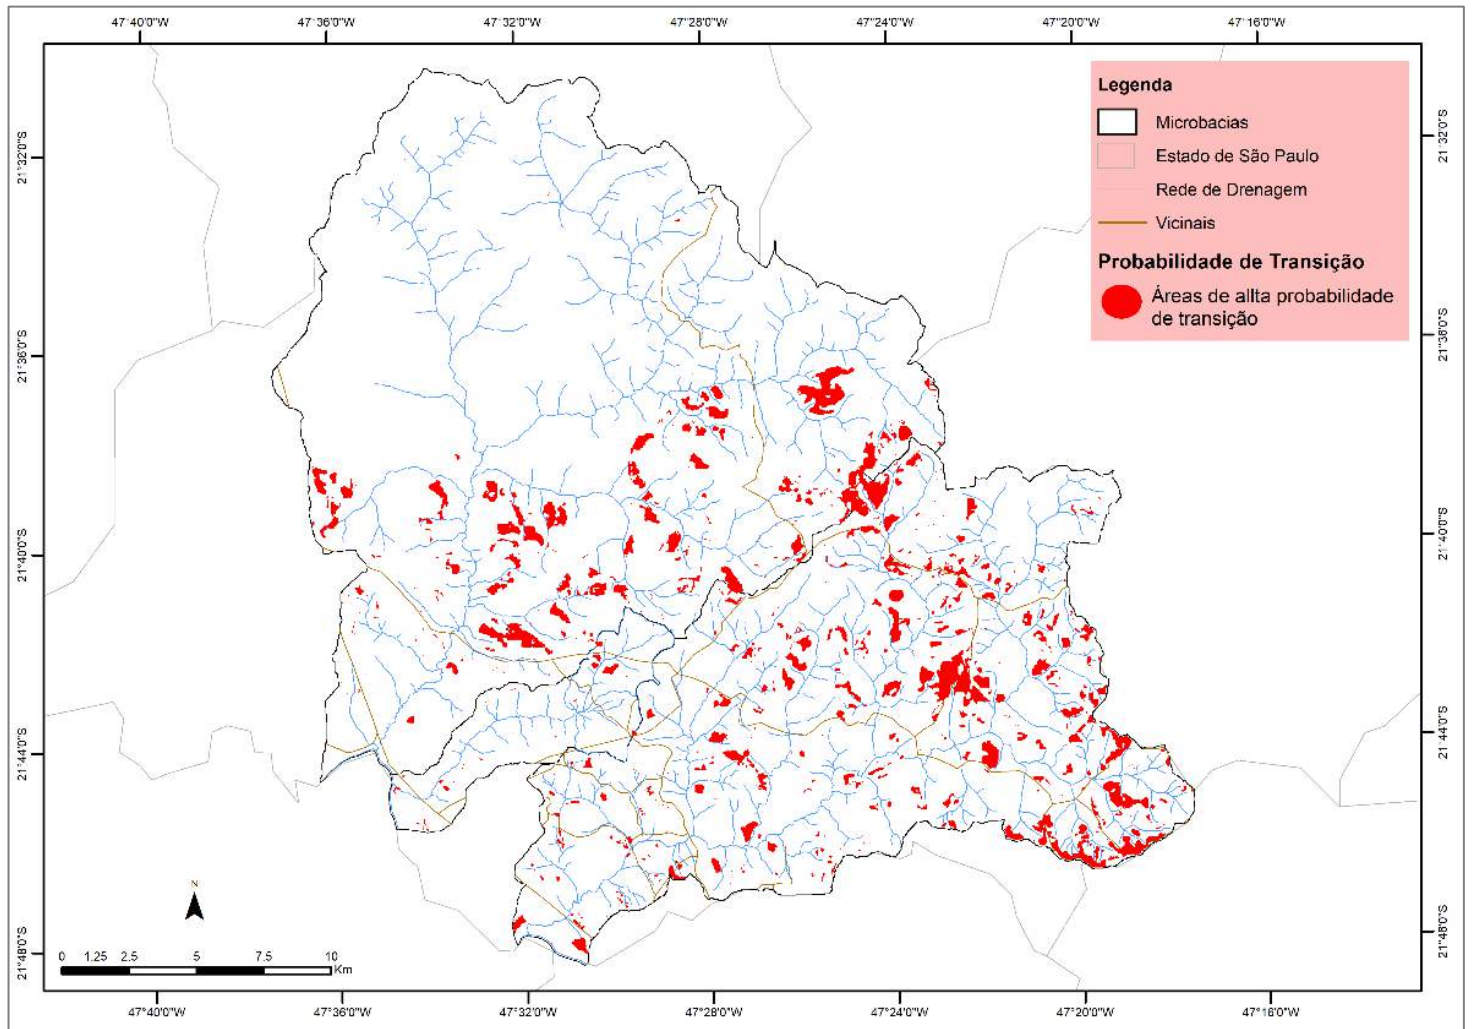 47°40'0"W 47°36'0"W 47°32'0"W 47°28'0"W 47°24'0"W 47°20'0"W 47°16'0"W
Legenda
Microbacias
Estado de São Paulo
Rede de Drenagem
Vicinais
Probabilidade de Transição
Áreas de allta probabilidade
de transição
21°32'0"S
21°36'0"S
21°40'0"S
21°44'0"S
21°48'0"S
21°32'0"S
21°36'0"S
21°40'0"S
21°44'0"S
21°48'0"S
N
0 1.25 2.5 5 7.5 10
Km
47°40'0"W 47°36'0"W 47°32'0"W 47°28'0"W 47°24'0"W 47°20'0"W 47°16'0"W